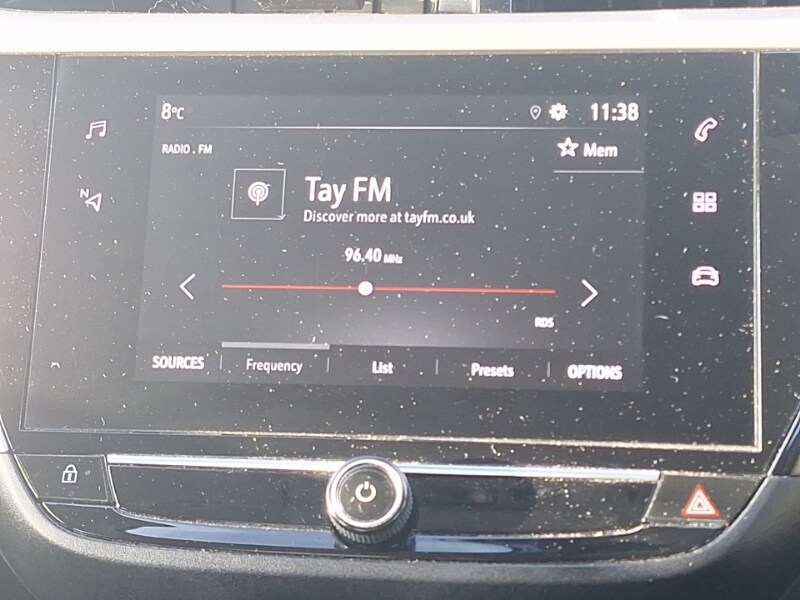 8°C
11:38
RADIO . FM
Mem
N
Tay FM
Discover more at tayfm.co.uk
96.40 MHz
RDS
SOURCES Frequency List Presets OPTIONS